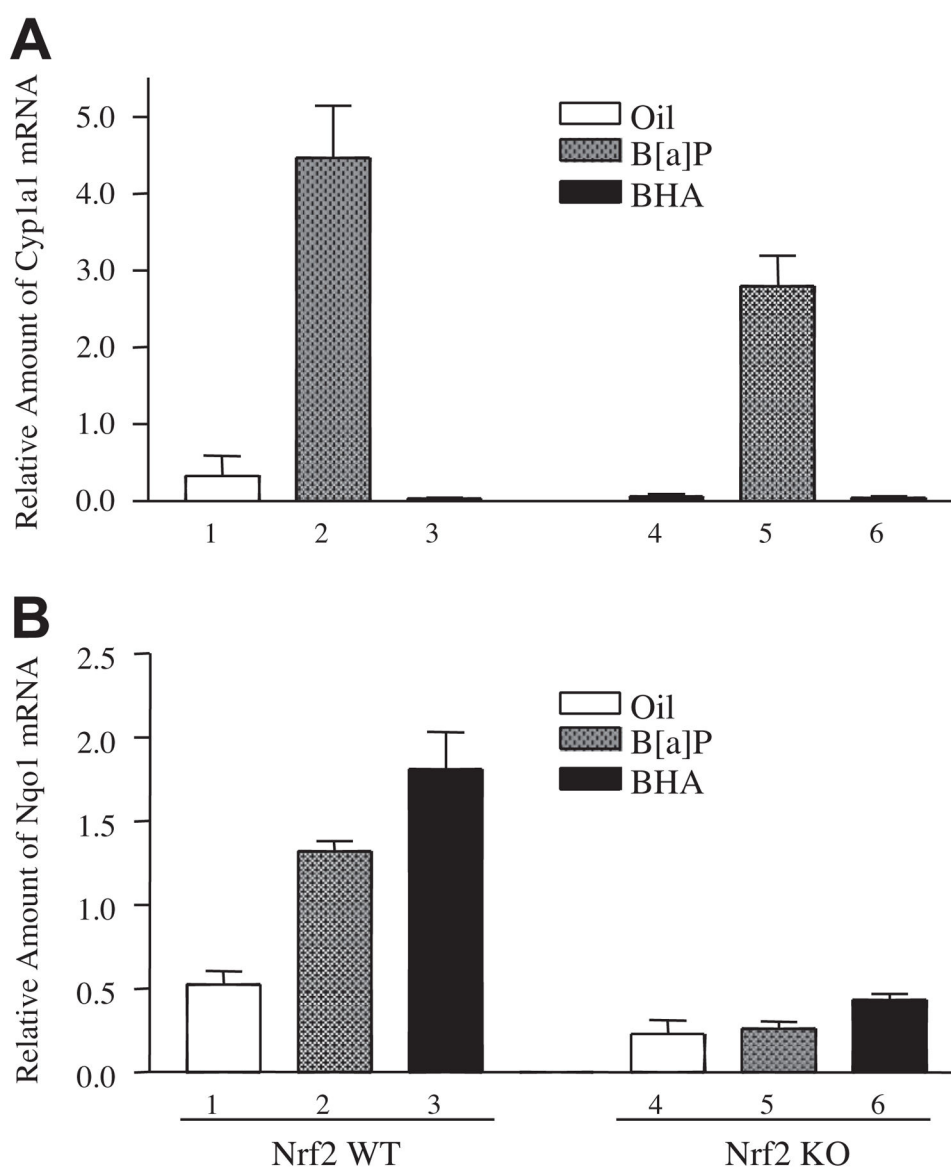 A
Relative Amount of Cyp1a1 mRNA
5.0
4.0
3.0
2.0
1.0
0.0
Oil
B[a]P
BHA
1 2 3 4 5 6
B
Relative Amount of Nqo1 mRNA
2.5
2.0
1.5
1.0
0.5
0.0
Oil
B[a]P
BHA
1 2 3 4 5 6
Nrf2 WT Nrf2 KO